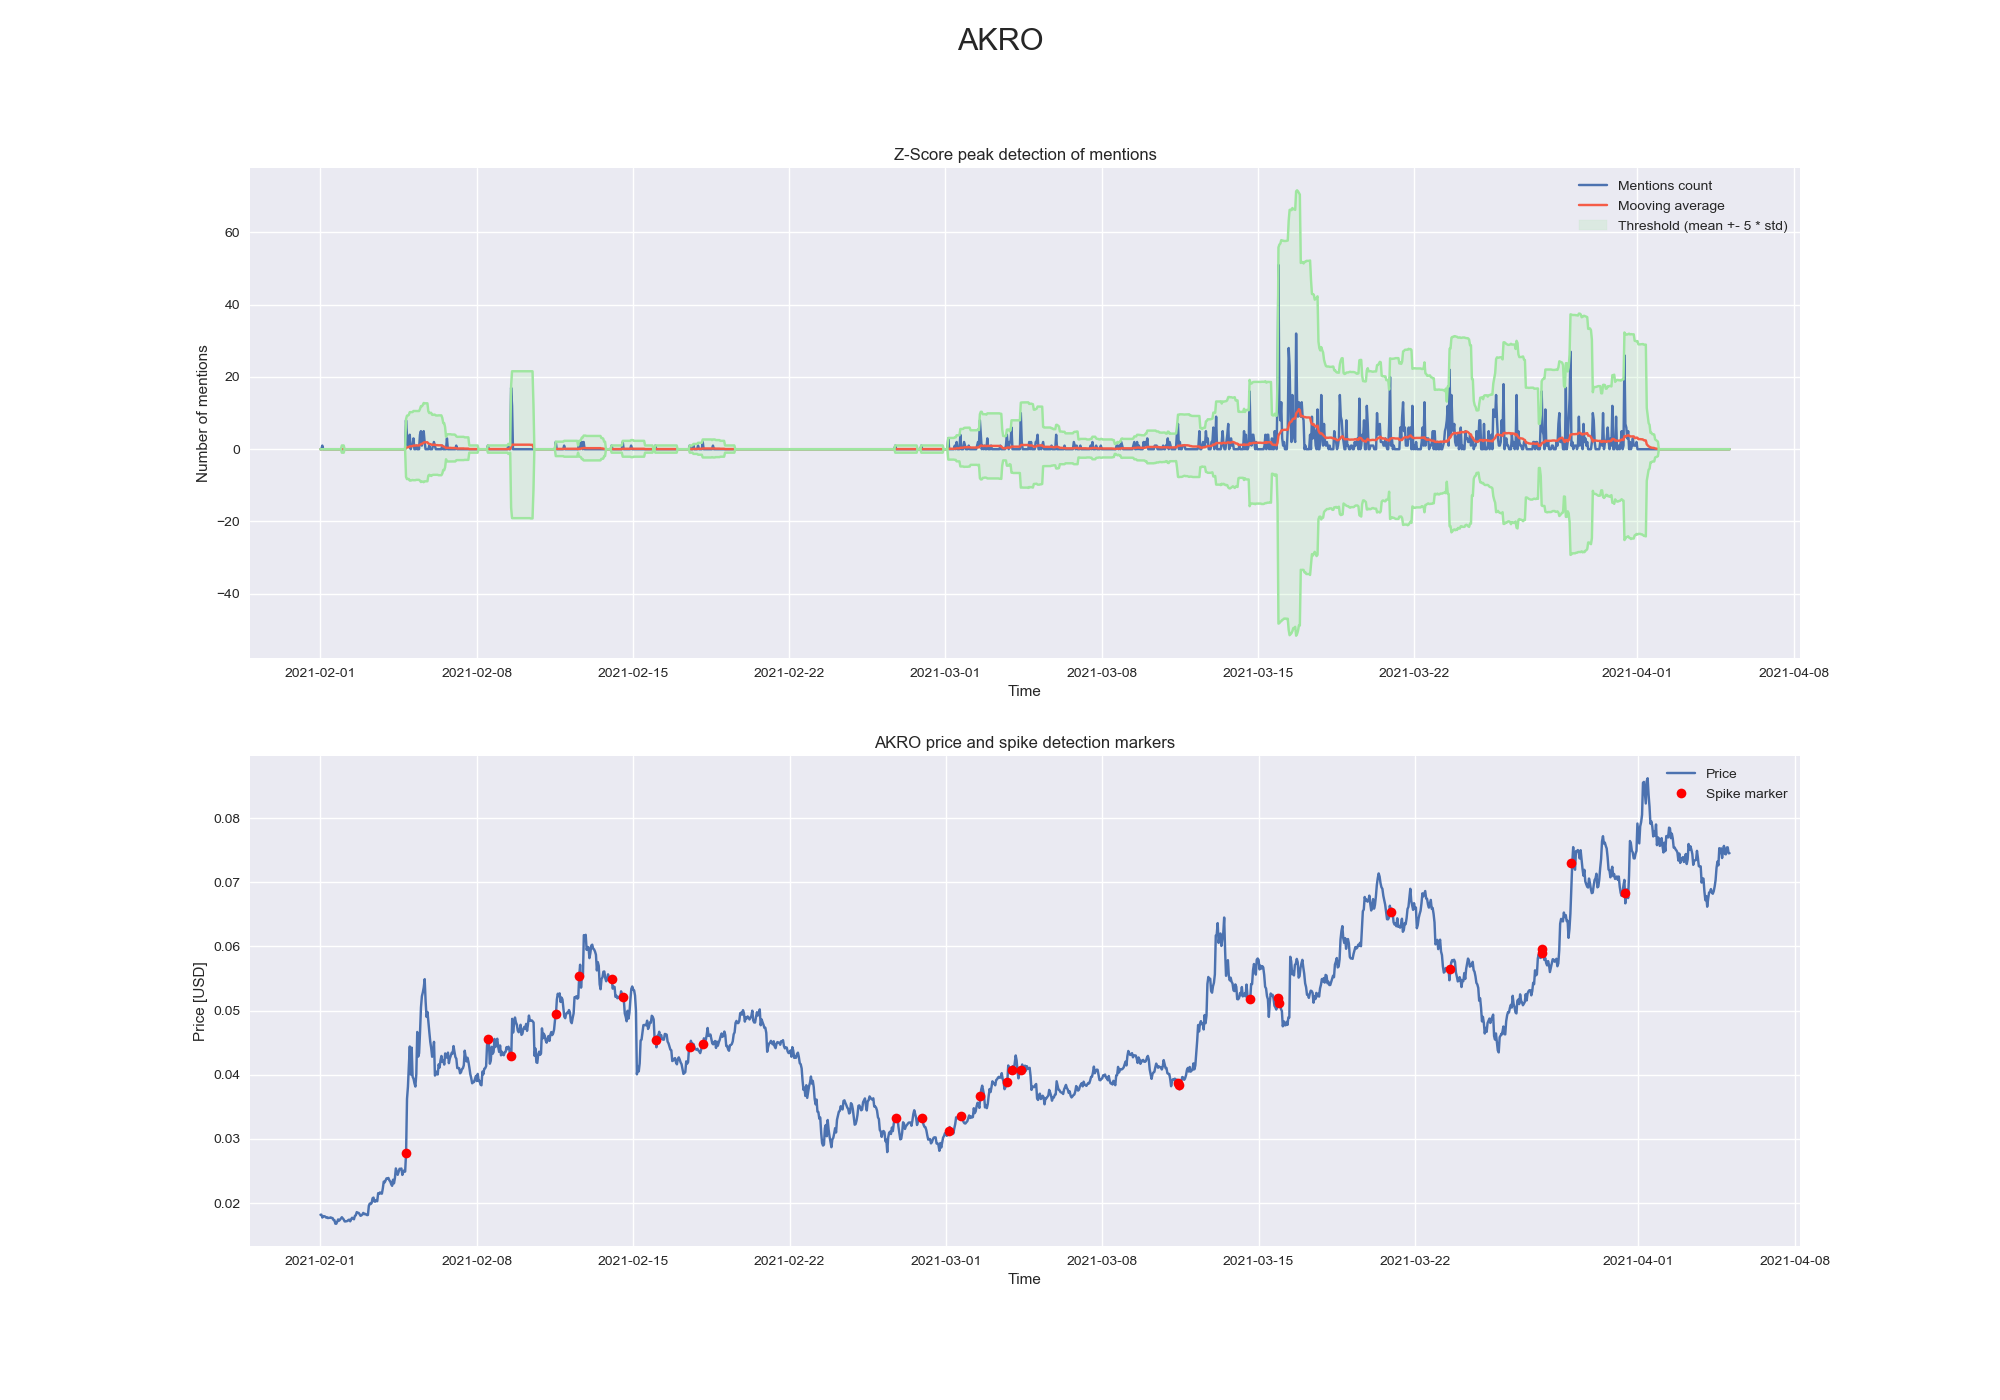 AKRO
Z-Score peak detection of mentions
Mentions count
Mooving average
Threshold (mean +- 5 * std)
Number of mentions
60
40
20
0
−20
−40
2021-02-01 2021-02-08 2021-02-15 2021-02-22 2021-03-01 2021-03-08 2021-03-15 2021-03-22 2021-04-01 2021-04-08
Time
AKRO price and spike detection markers
Price
Spike marker
Price [USD]
0.08
0.07
0.06
0.05
0.04
0.03
0.02
2021-02-01 2021-02-08 2021-02-15 2021-02-22 2021-03-01 2021-03-08 2021-03-15 2021-03-22 2021-04-01 2021-04-08
Time